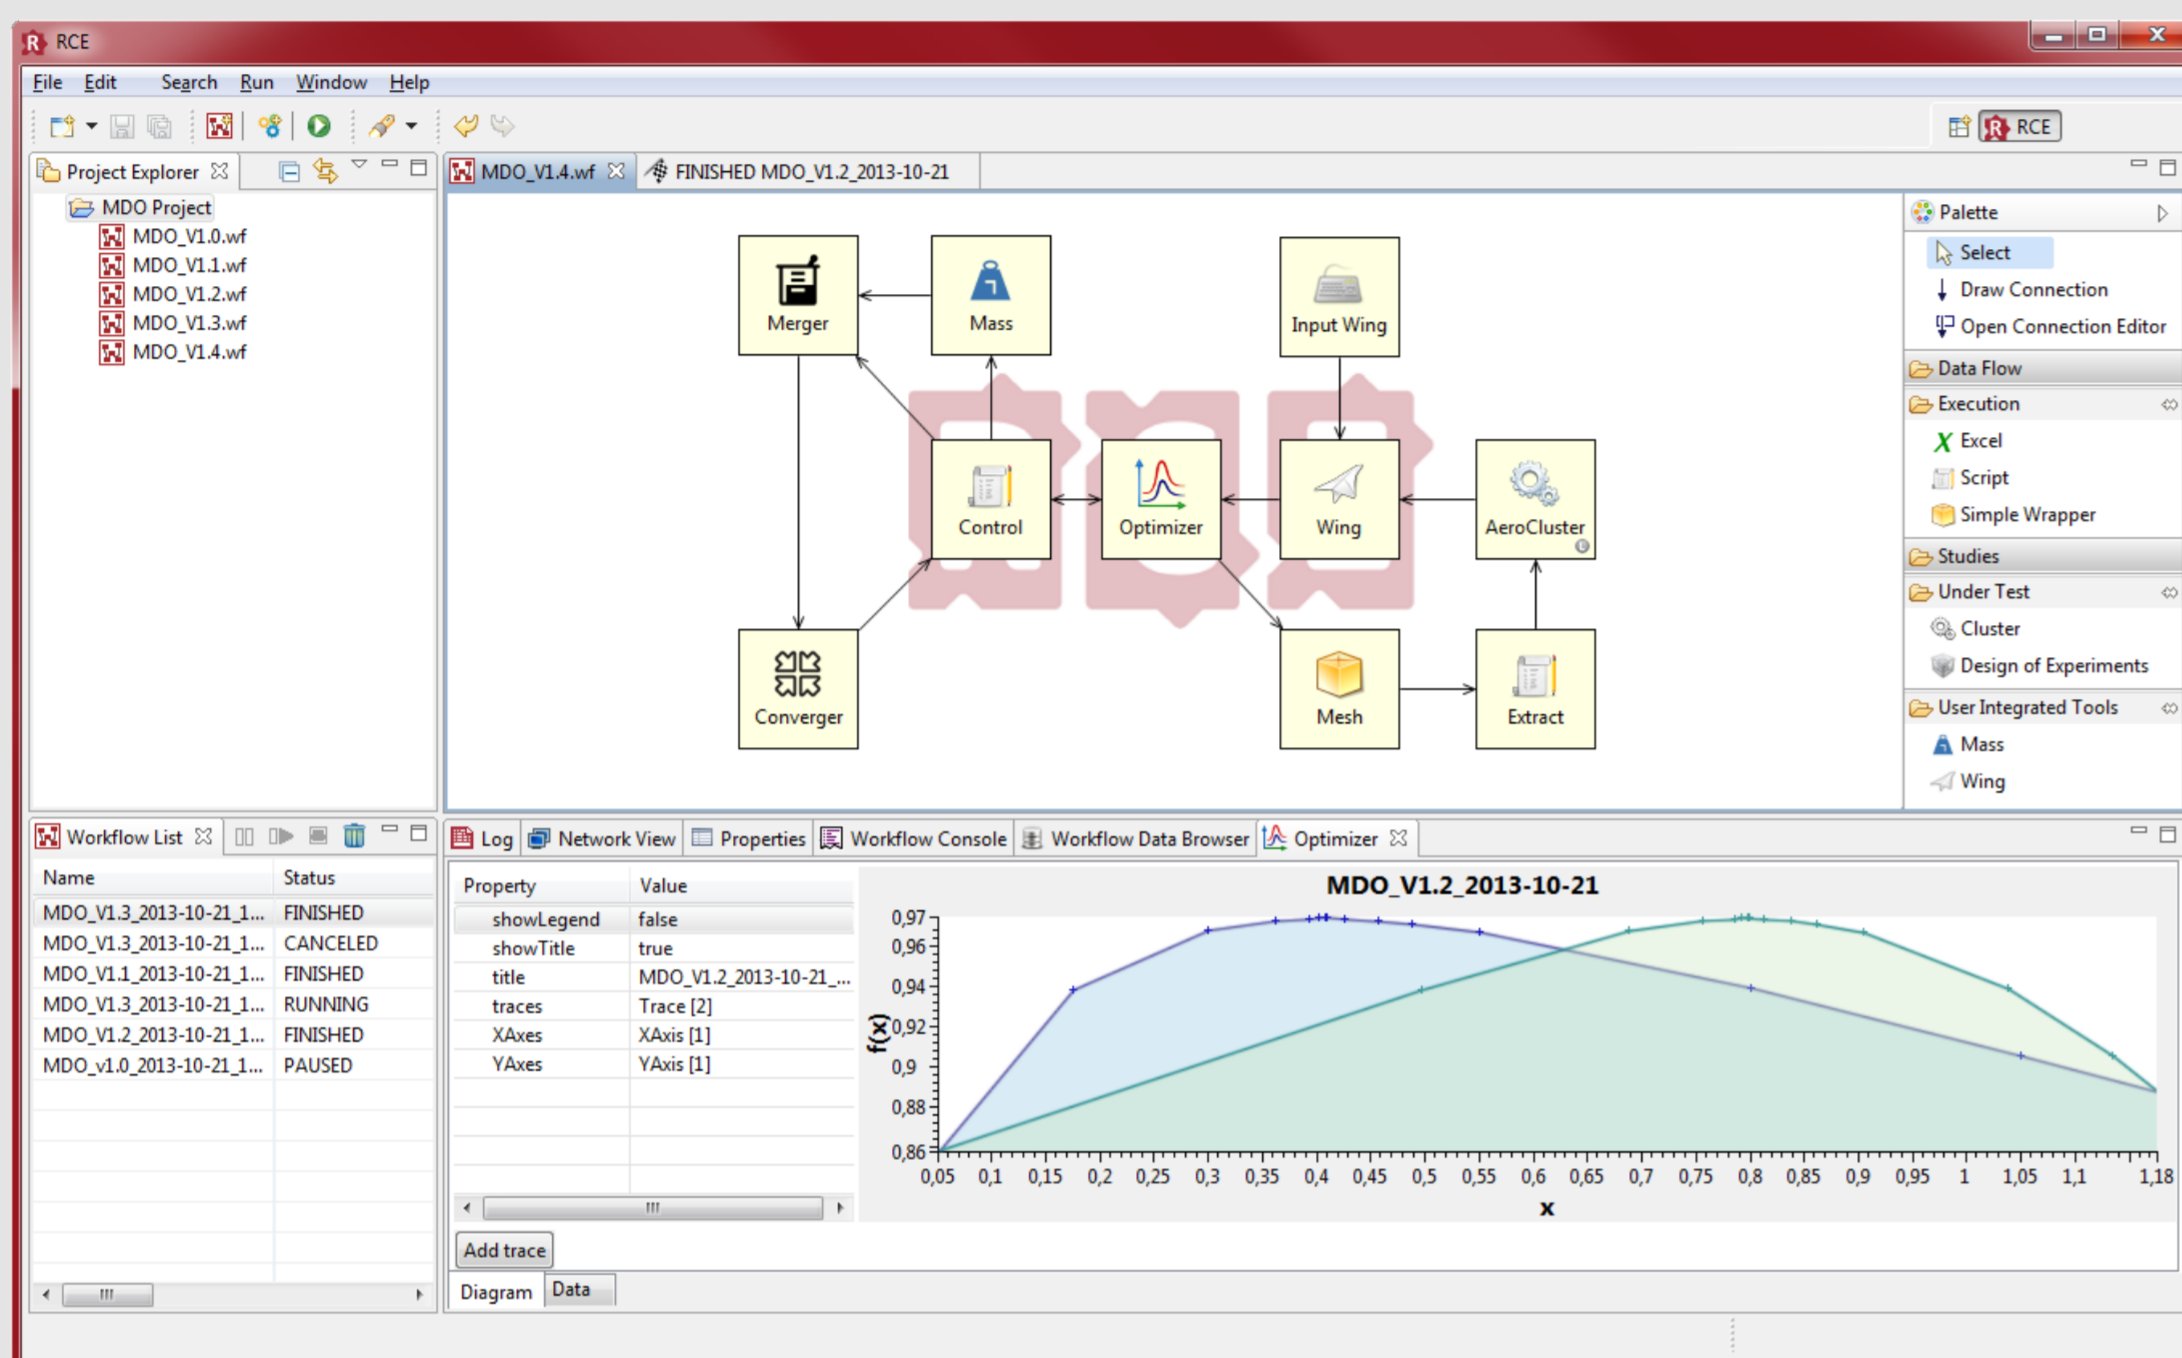 RCE
File Edit Search Run Window Help
RCE
Project Explorer
MDO Project
MDO_V1.0.wf
MDO_V1.1.wf
MDO_V1.2.wf
MDO_V1.3.wf
MDO_V1.4.wf
MDO_V1.4.wf FINISHED MDO_V1.2_2013-10-21
Merger
Mass
Input Wing
Control
Optimizer
Wing
AeroCluster
Converger
Mesh
Extract
Palette
Select
Draw Connection
Open Connection Editor
Data Flow
Execution
Excel
Script
Simple Wrapper
Studies
Under Test
Cluster
Design of Experiments
User Integrated Tools
Mass
Wing
Workflow List
Name Status
MDO_V1.3_2013-10-21_1... FINISHED
MDO_V1.3_2013-10-21_1... CANCELED
MDO_V1.1_2013-10-21_1... FINISHED
MDO_V1.3_2013-10-21_1... RUNNING
MDO_V1.2_2013-10-21_1... FINISHED
MDO_v1.0_2013-10-21_1... PAUSED
Log Network View Properties Workflow Console Workflow Data Browser Optimizer
Property Value
showLegend false
showTitle true
title MDO_V1.2_2013-10-21_...
traces Trace [2]
XAxes XAxis [1]
YAxes YAxis [1]
Add trace
Diagram Data
MDO_V1.2_2013-10-21
0,97
0,96
0,94
0,92
0,9
0,88
0,86
f(x)
0,05 0,1 0,15 0,2 0,25 0,3 0,35 0,4 0,45 0,5 0,55 0,6 0,65 0,7 0,75 0,8 0,85 0,9 0,95 1 1,05 1,1 1,18
x